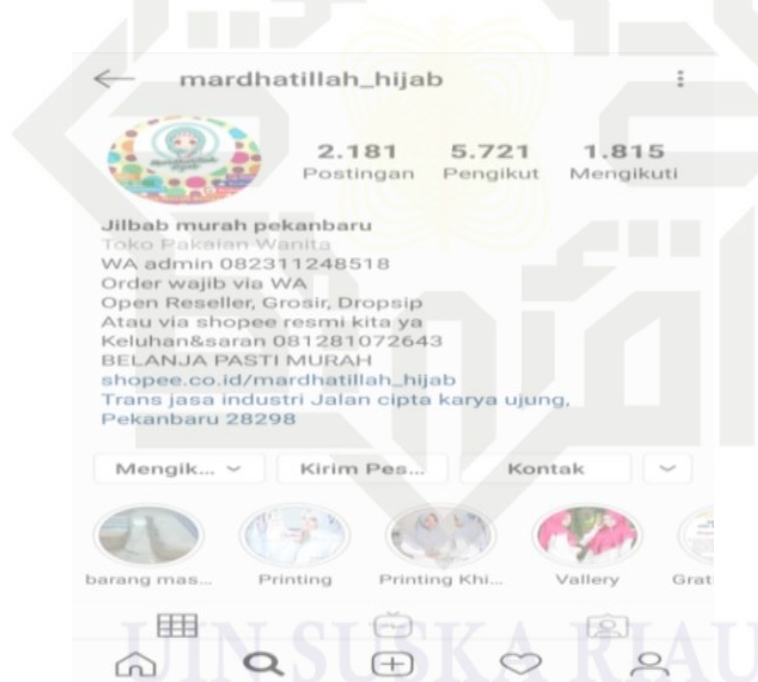 mardhatillah_hijab
Mardhatillah
Hijab
2.181 5.721 1.815
Postingan Pengikut Mengikuti
Jilbab murah pekanbaru
Toko Pakaian Wanita
WA admin 082311248518
Order wajib via WA
Open Reseller, Grosir, Dropsip
Atau via shopee resmi kita ya
Keluhan&saran 081281072643
BELANJA PASTI MURAH
shopee.co.id/mardhatillah_hijab
Trans jasa industri Jalan cipta karya ujung,
Pekanbaru 28298
Mengik... Kirim Pes... Kontak
barang mas... Printing Printing Khi... Vallery Grat
UIN SUSKA RIAU